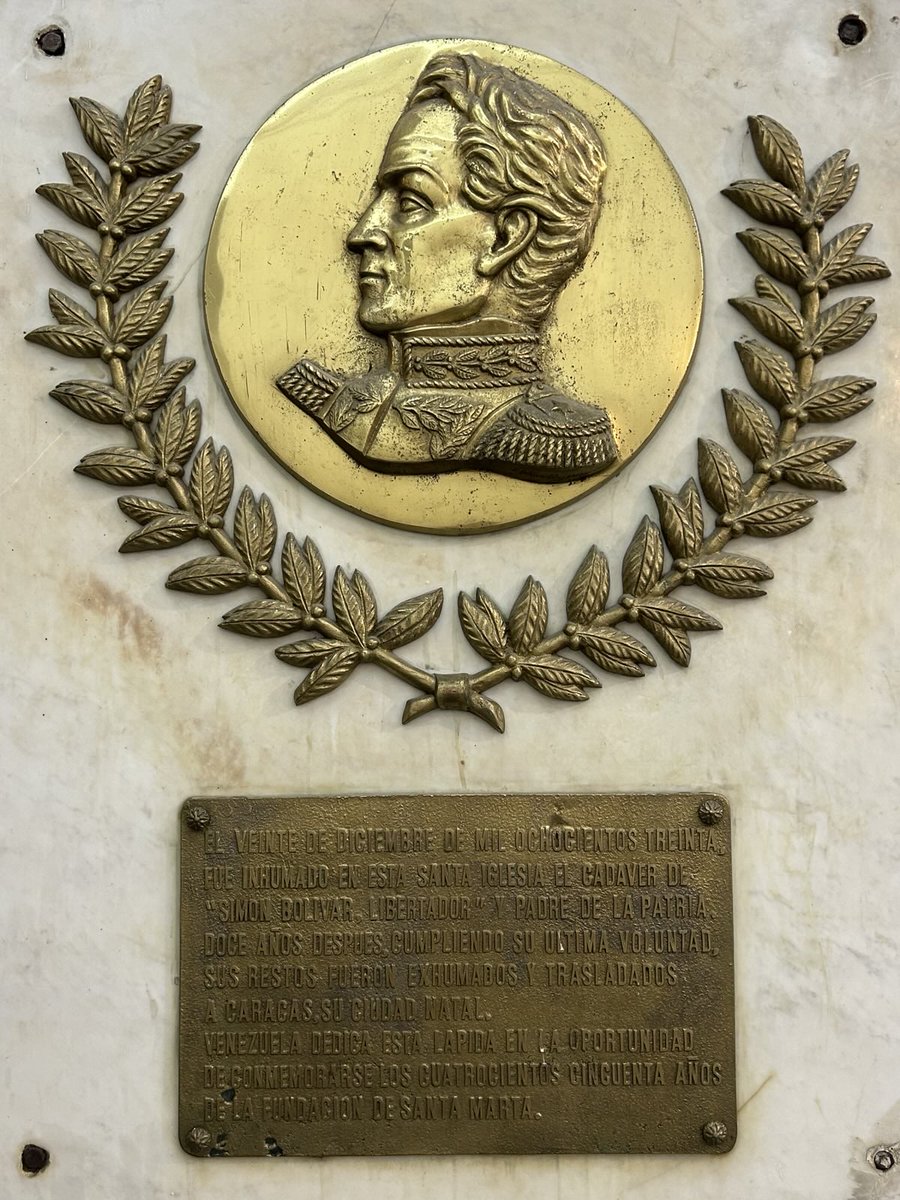 EL VEINTE DE DICIEMBRE DE MIL OCHOCIENTOS TREINTA,
FUE INHUMADO EN ESTA SANTA IGLESIA EL CADAVER DE
"SIMON BOLIVAR, LIBERTADOR" Y PADRE DE LA PATRIA.
DOCE AÑOS DESPUES, CUMPLIENDO SU ULTIMA VOLUNTAD,
SUS RESTOS FUERON EXHUMADOS Y TRASLADADOS
A CARACAS, SU CIUDAD NATAL.
VENEZUELA DEDICA ESTA LAPIDA EN LA OPORTUNIDAD
DE CONMEMORARSE LOS CUATROCIENTOS CINCUENTA AÑOS
DE LA FUNDACION DE SANTA MARTA.